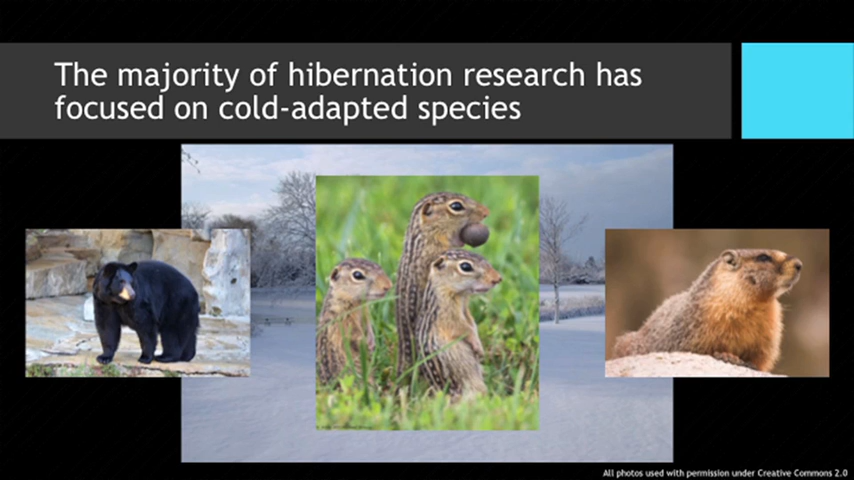 The majority of hibernation research has
focused on cold-adapted species
All photos used with permission under Creative Commons 2.0